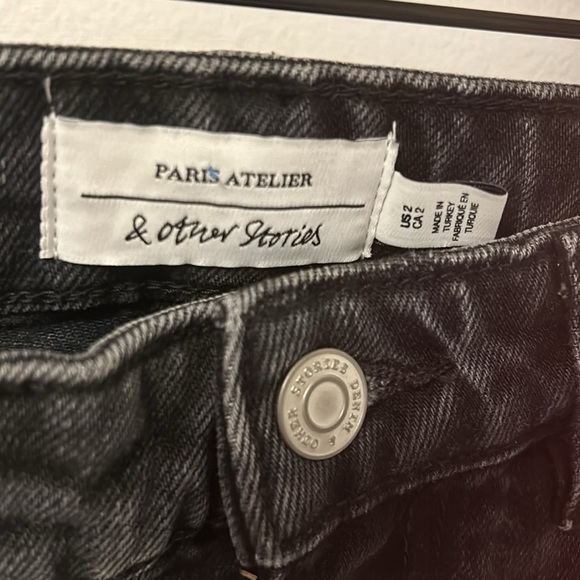 PARIS ATELIER
& other Stories
US 2
CA 2
MADE IN
TURKEY
FABRIQUÉ EN
TURQUIE
& OTHER STORIES DENIM